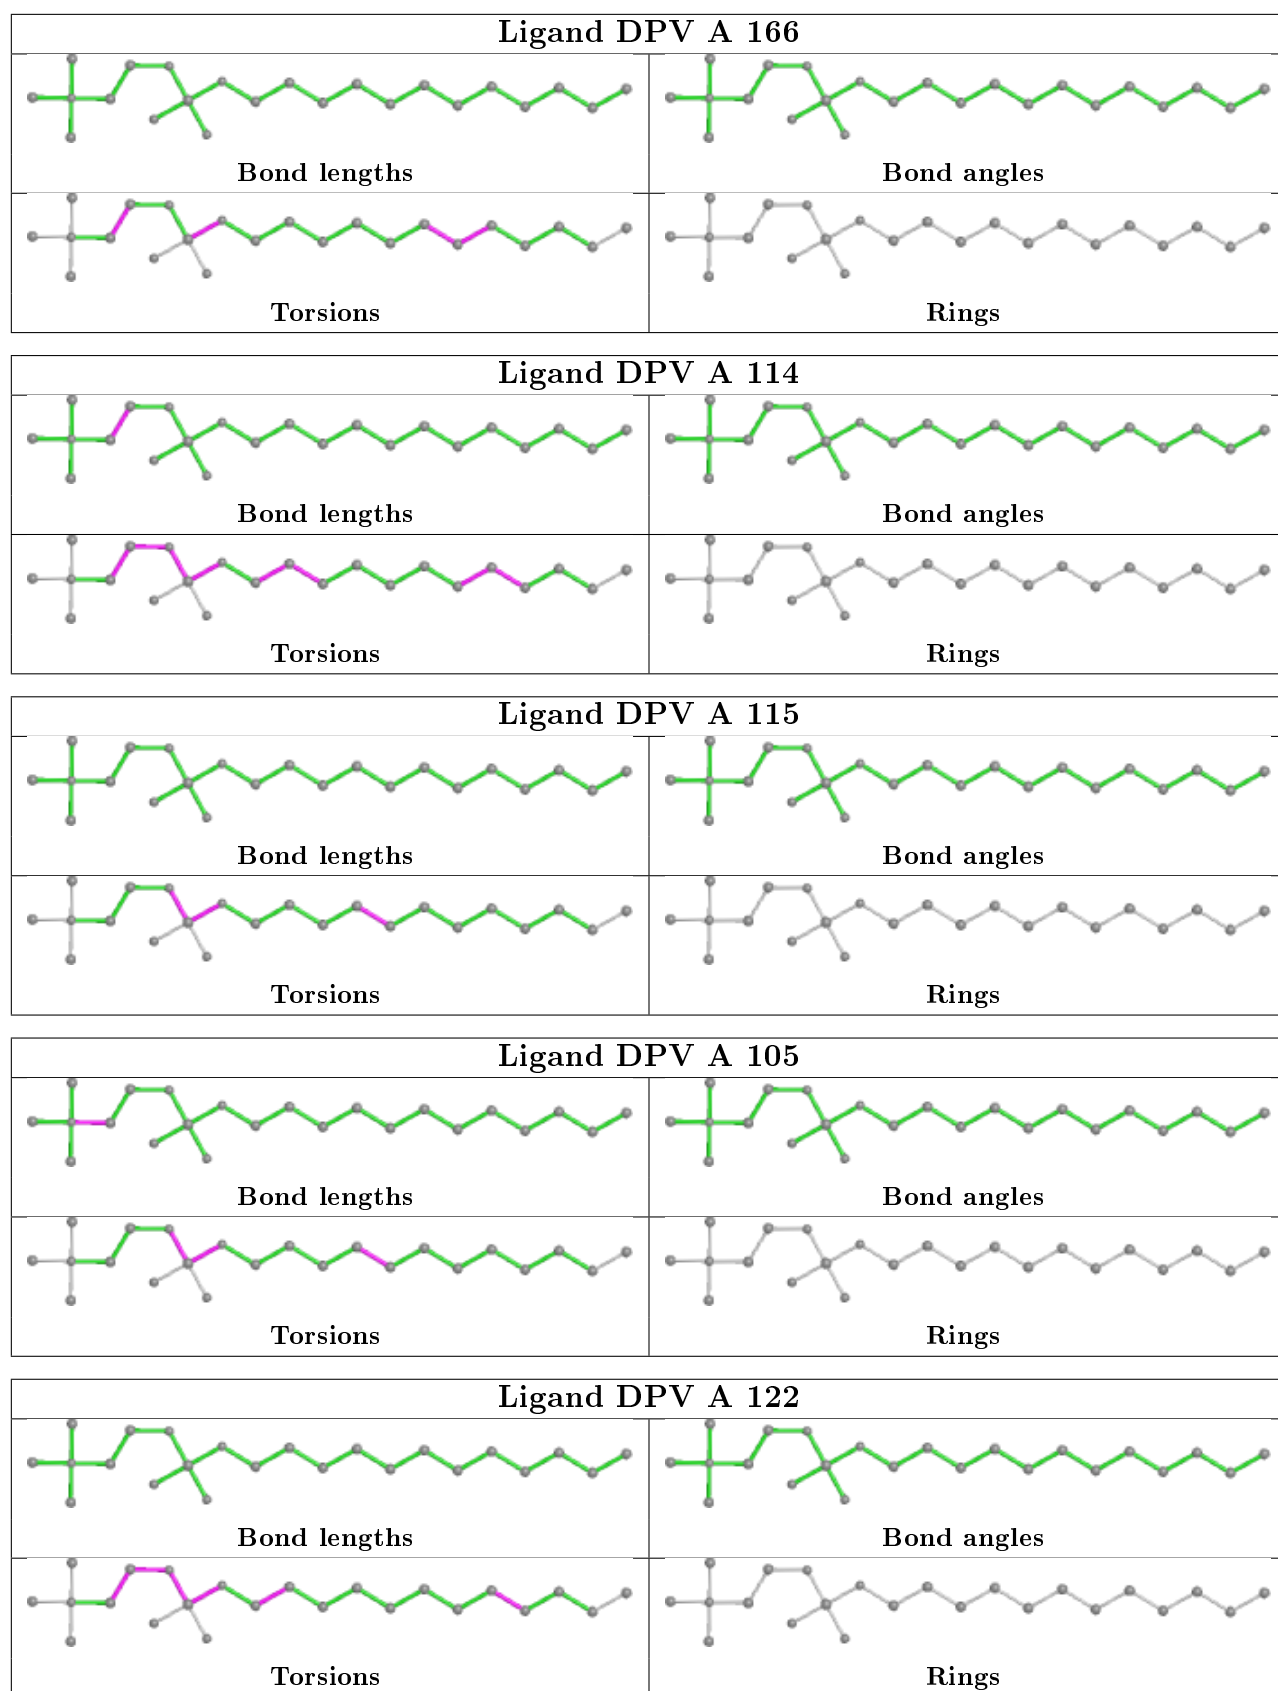 Ligand DPV A 166
Bond lengths
Bond angles
Torsions
Rings
Ligand DPV A 114
Bond lengths
Bond angles
Torsions
Rings
Ligand DPV A 115
Bond lengths
Bond angles
Torsions
Rings
Ligand DPV A 105
Bond lengths
Bond angles
Torsions
Rings
Ligand DPV A 122
Bond lengths
Bond angles
Torsions
Rings